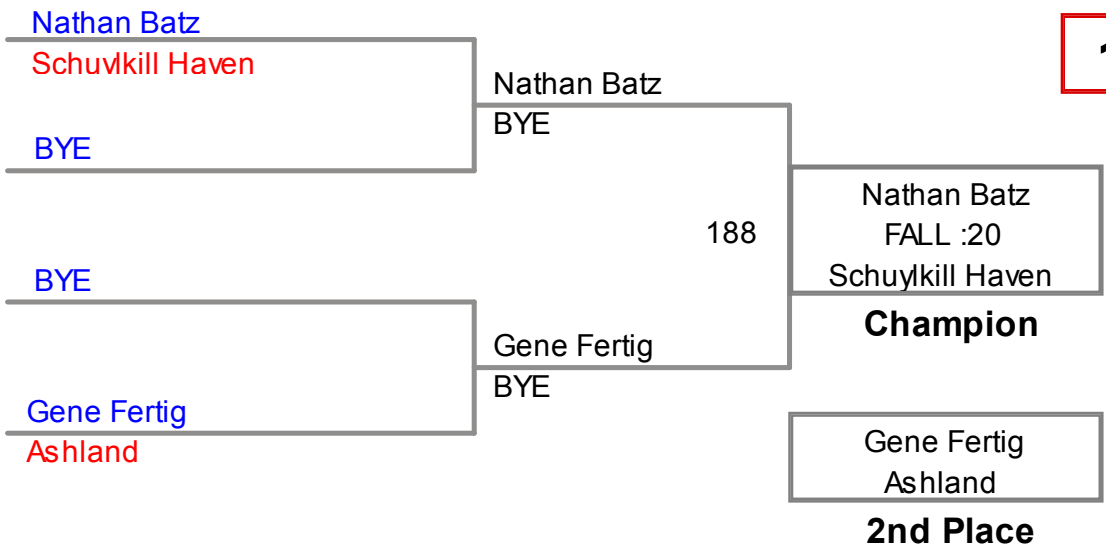 Nathan Batz
Schuylkill Haven
Nathan Batz
BYE
BYE
188
Nathan Batz
FALL :20
Schuylkill Haven
Champion
BYE
Gene Fertig
BYE
Gene Fertig
Ashland
Gene Fertig
Ashland
2nd Place